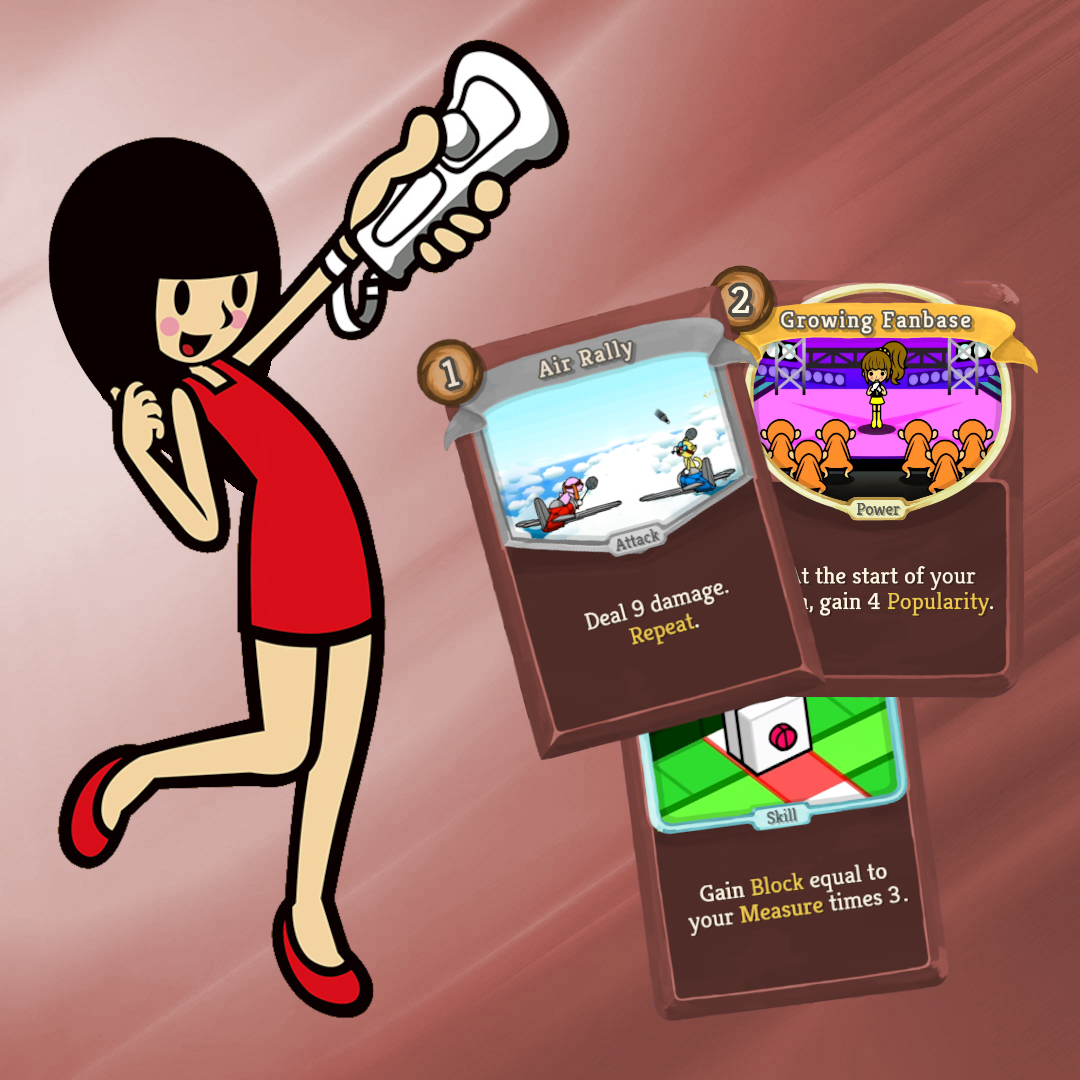 1
Air Rally
Attack
Deal 9 damage.
Repeat.
2
Growing Fanbase
Power
t the start of your
, gain 4 Popularity.
Skill
Gain Block equal to
your Measure times 3.